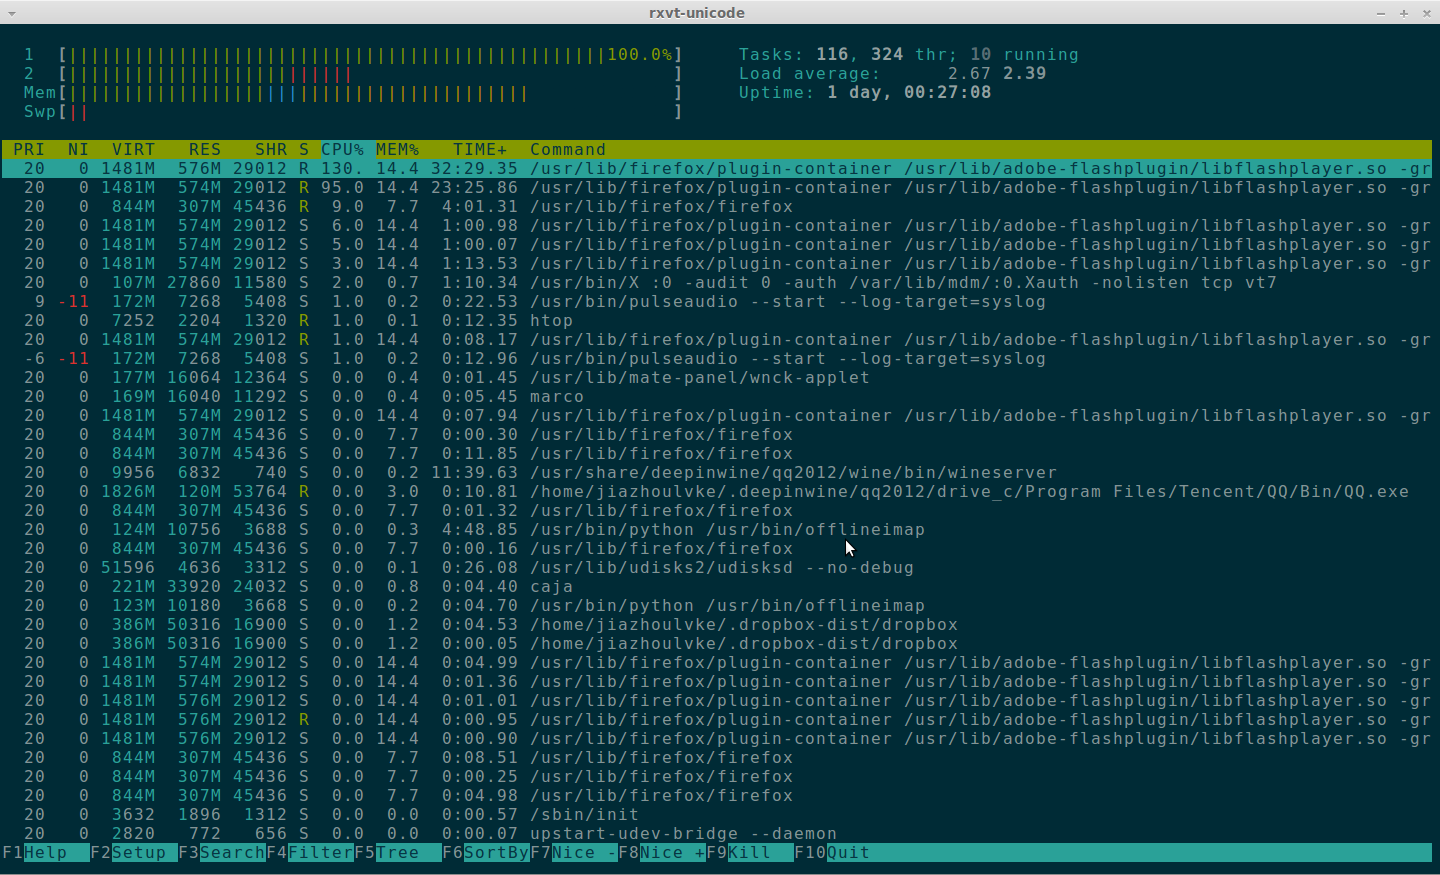 rxvt-unicode
1 [||||||||||||||||||||||||||||||||||||||||||||||||100.0%] Tasks: 116, 324 thr; 10 running
2 [||||||||||||||||||||||||||] Load average: 2.67 2.39
Mem[||||||||||||||||||||||||||||||||||||||||||] Uptime: 1 day, 00:27:08
Swp[||]
PRI NI VIRT RES SHR S CPU% MEM% TIME+ Command
20 0 1481M 576M 29012 R 130. 14.4 32:29.35 /usr/lib/firefox/plugin-container /usr/lib/adobe-flashplugin/libflashplayer.so -gr
20 0 1481M 574M 29012 R 95.0 14.4 23:25.86 /usr/lib/firefox/plugin-container /usr/lib/adobe-flashplugin/libflashplayer.so -gr
20 0 844M 307M 45436 R 9.0 7.7 4:01.31 /usr/lib/firefox/firefox
20 0 1481M 574M 29012 S 6.0 14.4 1:00.98 /usr/lib/firefox/plugin-container /usr/lib/adobe-flashplugin/libflashplayer.so -gr
20 0 1481M 574M 29012 S 5.0 14.4 1:00.07 /usr/lib/firefox/plugin-container /usr/lib/adobe-flashplugin/libflashplayer.so -gr
20 0 1481M 574M 29012 S 3.0 14.4 1:13.53 /usr/lib/firefox/plugin-container /usr/lib/adobe-flashplugin/libflashplayer.so -gr
20 0 107M 27860 11580 S 2.0 0.7 1:10.34 /usr/bin/X :0 -audit 0 -auth /var/lib/mdm/:0.Xauth -nolisten tcp vt7
9 -11 172M 7268 5408 S 1.0 0.2 0:22.53 /usr/bin/pulseaudio --start --log-target=syslog
20 0 7252 2204 1320 R 1.0 0.1 0:12.35 htop
20 0 1481M 574M 29012 R 1.0 14.4 0:08.17 /usr/lib/firefox/plugin-container /usr/lib/adobe-flashplugin/libflashplayer.so -gr
-6 -11 172M 7268 5408 S 1.0 0.2 0:12.96 /usr/bin/pulseaudio --start --log-target=syslog
20 0 177M 16064 12364 S 0.0 0.4 0:01.45 /usr/lib/mate-panel/wnck-applet
20 0 169M 16040 11292 S 0.0 0.4 0:05.45 marco
20 0 1481M 574M 29012 S 0.0 14.4 0:07.94 /usr/lib/firefox/plugin-container /usr/lib/adobe-flashplugin/libflashplayer.so -gr
20 0 844M 307M 45436 S 0.0 7.7 0:00.30 /usr/lib/firefox/firefox
20 0 844M 307M 45436 S 0.0 7.7 0:11.85 /usr/lib/firefox/firefox
20 0 9956 6832 740 S 0.0 0.2 11:39.63 /usr/share/deepinwine/qq2012/wine/bin/wineserver
20 0 1826M 120M 53764 R 0.0 3.0 0:10.81 /home/jiazhoulvke/.deepinwine/qq2012/drive_c/Program Files/Tencent/QQ/Bin/QQ.exe
20 0 844M 307M 45436 S 0.0 7.7 0:01.32 /usr/lib/firefox/firefox
20 0 124M 10756 3688 S 0.0 0.3 4:48.85 /usr/bin/python /usr/bin/offlineimap
20 0 844M 307M 45436 S 0.0 7.7 0:00.16 /usr/lib/firefox/firefox
20 0 51596 4636 3312 S 0.0 0.1 0:26.08 /usr/lib/udisks2/udisksd --no-debug
20 0 221M 33920 24032 S 0.0 0.8 0:04.40 caja
20 0 123M 10180 3668 S 0.0 0.2 0:04.70 /usr/bin/python /usr/bin/offlineimap
20 0 386M 50316 16900 S 0.0 1.2 0:04.53 /home/jiazhoulvke/.dropbox-dist/dropbox
20 0 386M 50316 16900 S 0.0 1.2 0:00.05 /home/jiazhoulvke/.dropbox-dist/dropbox
20 0 1481M 574M 29012 S 0.0 14.4 0:04.99 /usr/lib/firefox/plugin-container /usr/lib/adobe-flashplugin/libflashplayer.so -gr
20 0 1481M 574M 29012 S 0.0 14.4 0:01.36 /usr/lib/firefox/plugin-container /usr/lib/adobe-flashplugin/libflashplayer.so -gr
20 0 1481M 574M 29012 S 0.0 14.4 0:01.01 /usr/lib/firefox/plugin-container /usr/lib/adobe-flashplugin/libflashplayer.so -gr
20 0 1481M 576M 29012 R 0.0 14.4 0:00.95 /usr/lib/firefox/plugin-container /usr/lib/adobe-flashplugin/libflashplayer.so -gr
20 0 1481M 576M 29012 S 0.0 14.4 0:00.90 /usr/lib/firefox/plugin-container /usr/lib/adobe-flashplugin/libflashplayer.so -gr
20 0 844M 307M 45436 S 0.0 7.7 0:08.51 /usr/lib/firefox/firefox
20 0 844M 307M 45436 S 0.0 7.7 0:00.25 /usr/lib/firefox/firefox
20 0 844M 307M 45436 S 0.0 7.7 0:04.98 /usr/lib/firefox/firefox
20 0 3632 1896 1312 S 0.0 0.0 0:00.57 /sbin/init
20 0 2820 772 656 S 0.0 0.0 0:00.07 upstart-udev-bridge --daemon
F1Help F2Setup F3SearchF4FilterF5Tree F6SortByF7Nice -F8Nice +F9Kill F10Quit